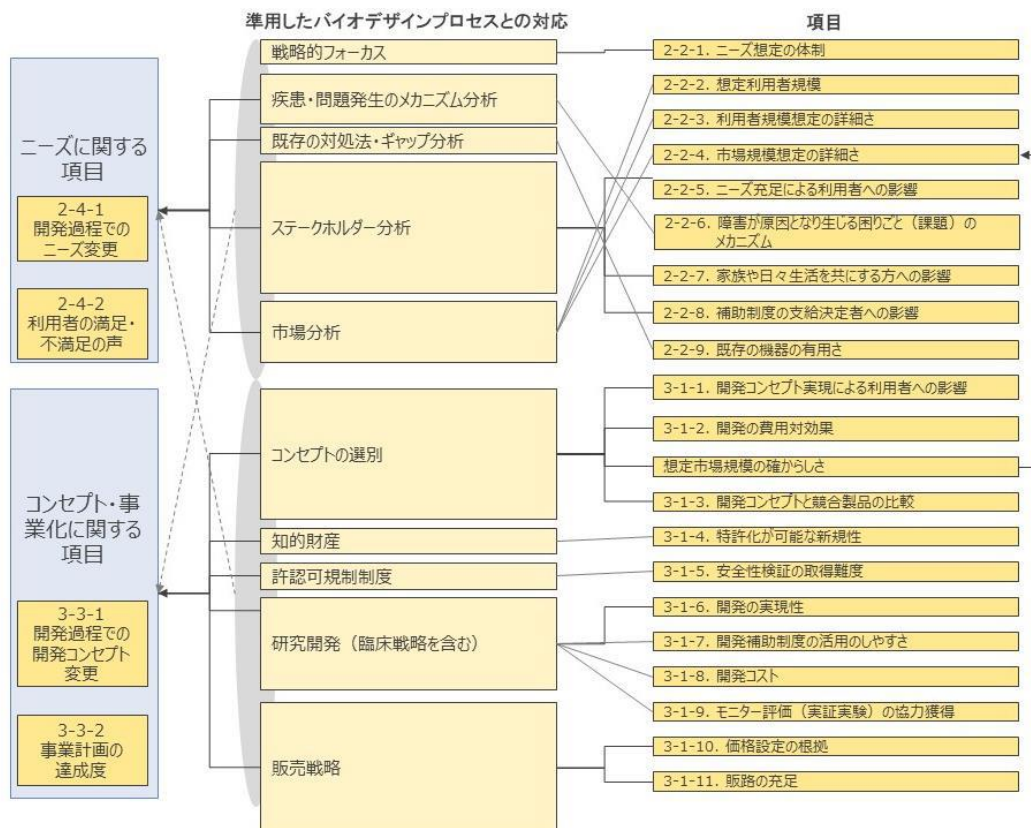 準用したバイオデザインプロセスとの対応
項目
ニーズに関する
項目
2-4-1
開発過程での
ニーズ変更
2-4-2
利用者の満足・
不満足の声
コンセプト・事
業化に関する
項目
3-3-1
開発過程での
開発コンセプト
変更
3-3-2
事業計画の
達成度
戦略的フォーカス
疾患・問題発生のメカニズム分析
既存の対処法・ギャップ分析
ステークホルダー分析
市場分析
コンセプトの選別
知的財産
許認可規制制度
研究開発（臨床戦略を含む）
販売戦略
2-2-1. ニーズ想定の体制
2-2-2. 想定利用者規模
2-2-3. 利用者規模想定の詳細さ
2-2-4. 市場規模想定の詳細さ
2-2-5. ニーズ充足による利用者への影響
2-2-6. 障害が原因となり生じる困りごと（課題）の
メカニズム
2-2-7. 家族や日々生活を共にする方への影響
2-2-8. 補助制度の支給決定者への影響
2-2-9. 既存の機器の有用さ
3-1-1. 開発コンセプト実現による利用者への影響
3-1-2. 開発の費用対効果
想定市場規模の確からしさ
3-1-3. 開発コンセプトと競合製品の比較
3-1-4. 特許化が可能な新規性
3-1-5. 安全性検証の取得難度
3-1-6. 開発の実現性
3-1-7. 開発補助制度の活用のしやすさ
3-1-8. 開発コスト
3-1-9. モニター評価（実証実験）の協力獲得
3-1-10. 価格設定の根拠
3-1-11. 販路の充足